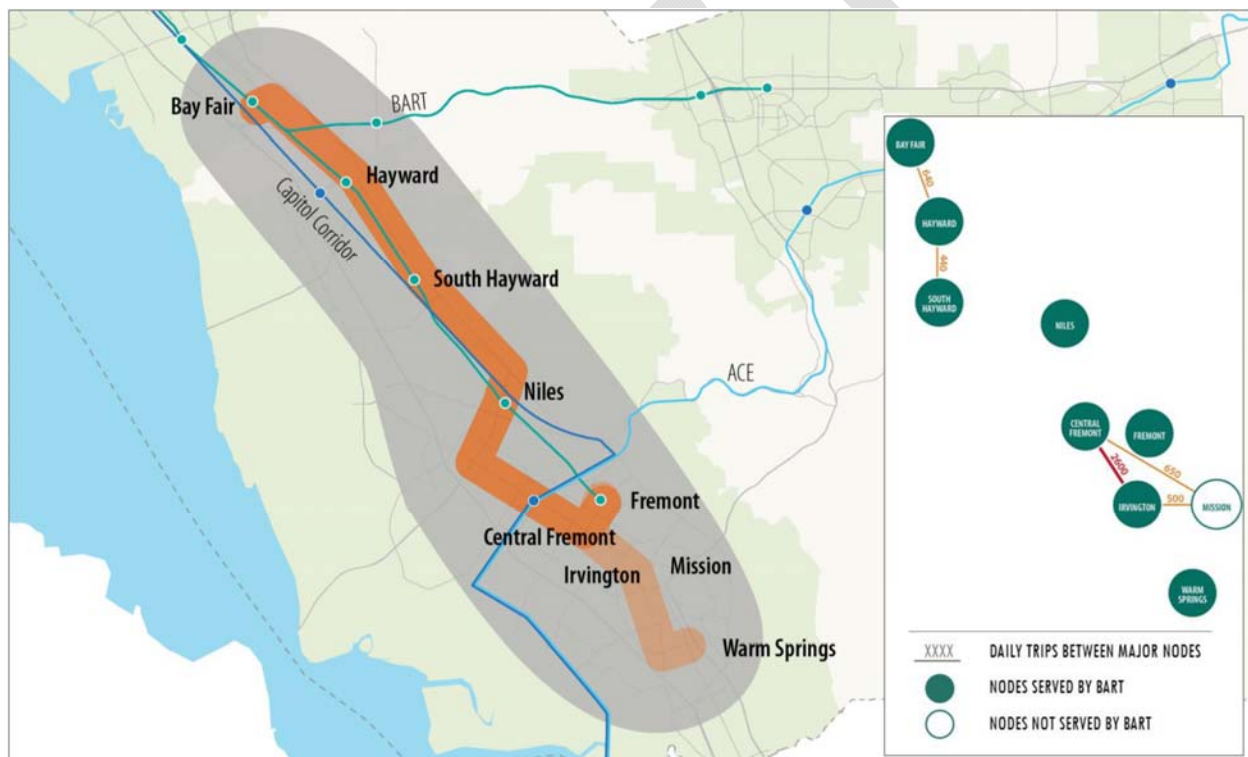 Bay Fair
BART
Hayward
Capitol Corridor
South Hayward
Niles
ACE
Fremont
Central Fremont
Irvington
Mission
Warm Springs
BAY FAIR
640
HAYWARD
440
SOUTH
HAYWARD
NILES
CENTRAL
FREMONT
FREMONT
2600
650
500
IRVINGTON
MISSION
WARM
SPRINGS
XXXX DAILY TRIPS BETWEEN MAJOR NODES
NODES SERVED BY BART
NODES NOT SERVED BY BART